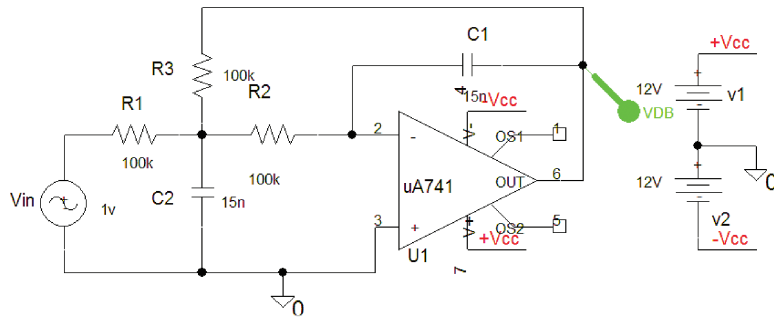 C1
+Vcc
R3
100k
R2
4
15n
-Vcc
12V
v1
VDB
R1
V-
OS1
1
2
-
100k
100k
0
Vin
1v
C2
15n
uA741
OUT
6
12V
3
+
V+
OS2
5
v2
U1
+Vcc
-Vcc
7
0